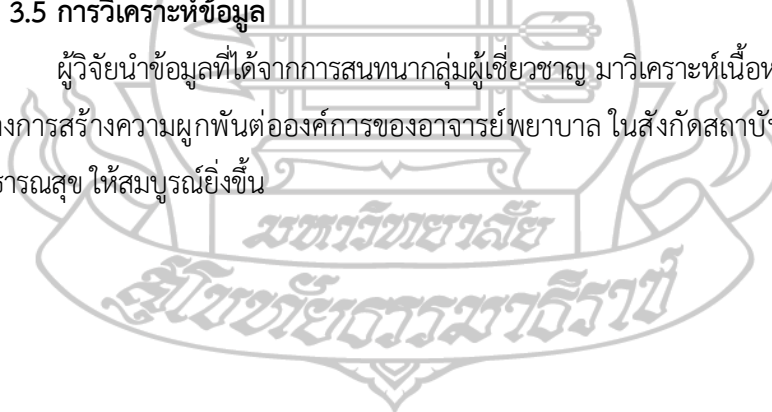 3.5 การวิเคราะห์ข้อมูล
ผู้วิจัยนำข้อมูลที่ได้จากการสนทนากลุ่มผู้เชี่ยวชาญ มาวิเคราะห์เนื้อห
งการสร้างความผูกพันต่อองค์การของอาจารย์พยาบาล ในสังกัดสถาบั
ารณสุข ให้สมบูรณ์ยิ่งขึ้น
มหาวิทยาลัย
สุโขทัยธรรมาธิราช